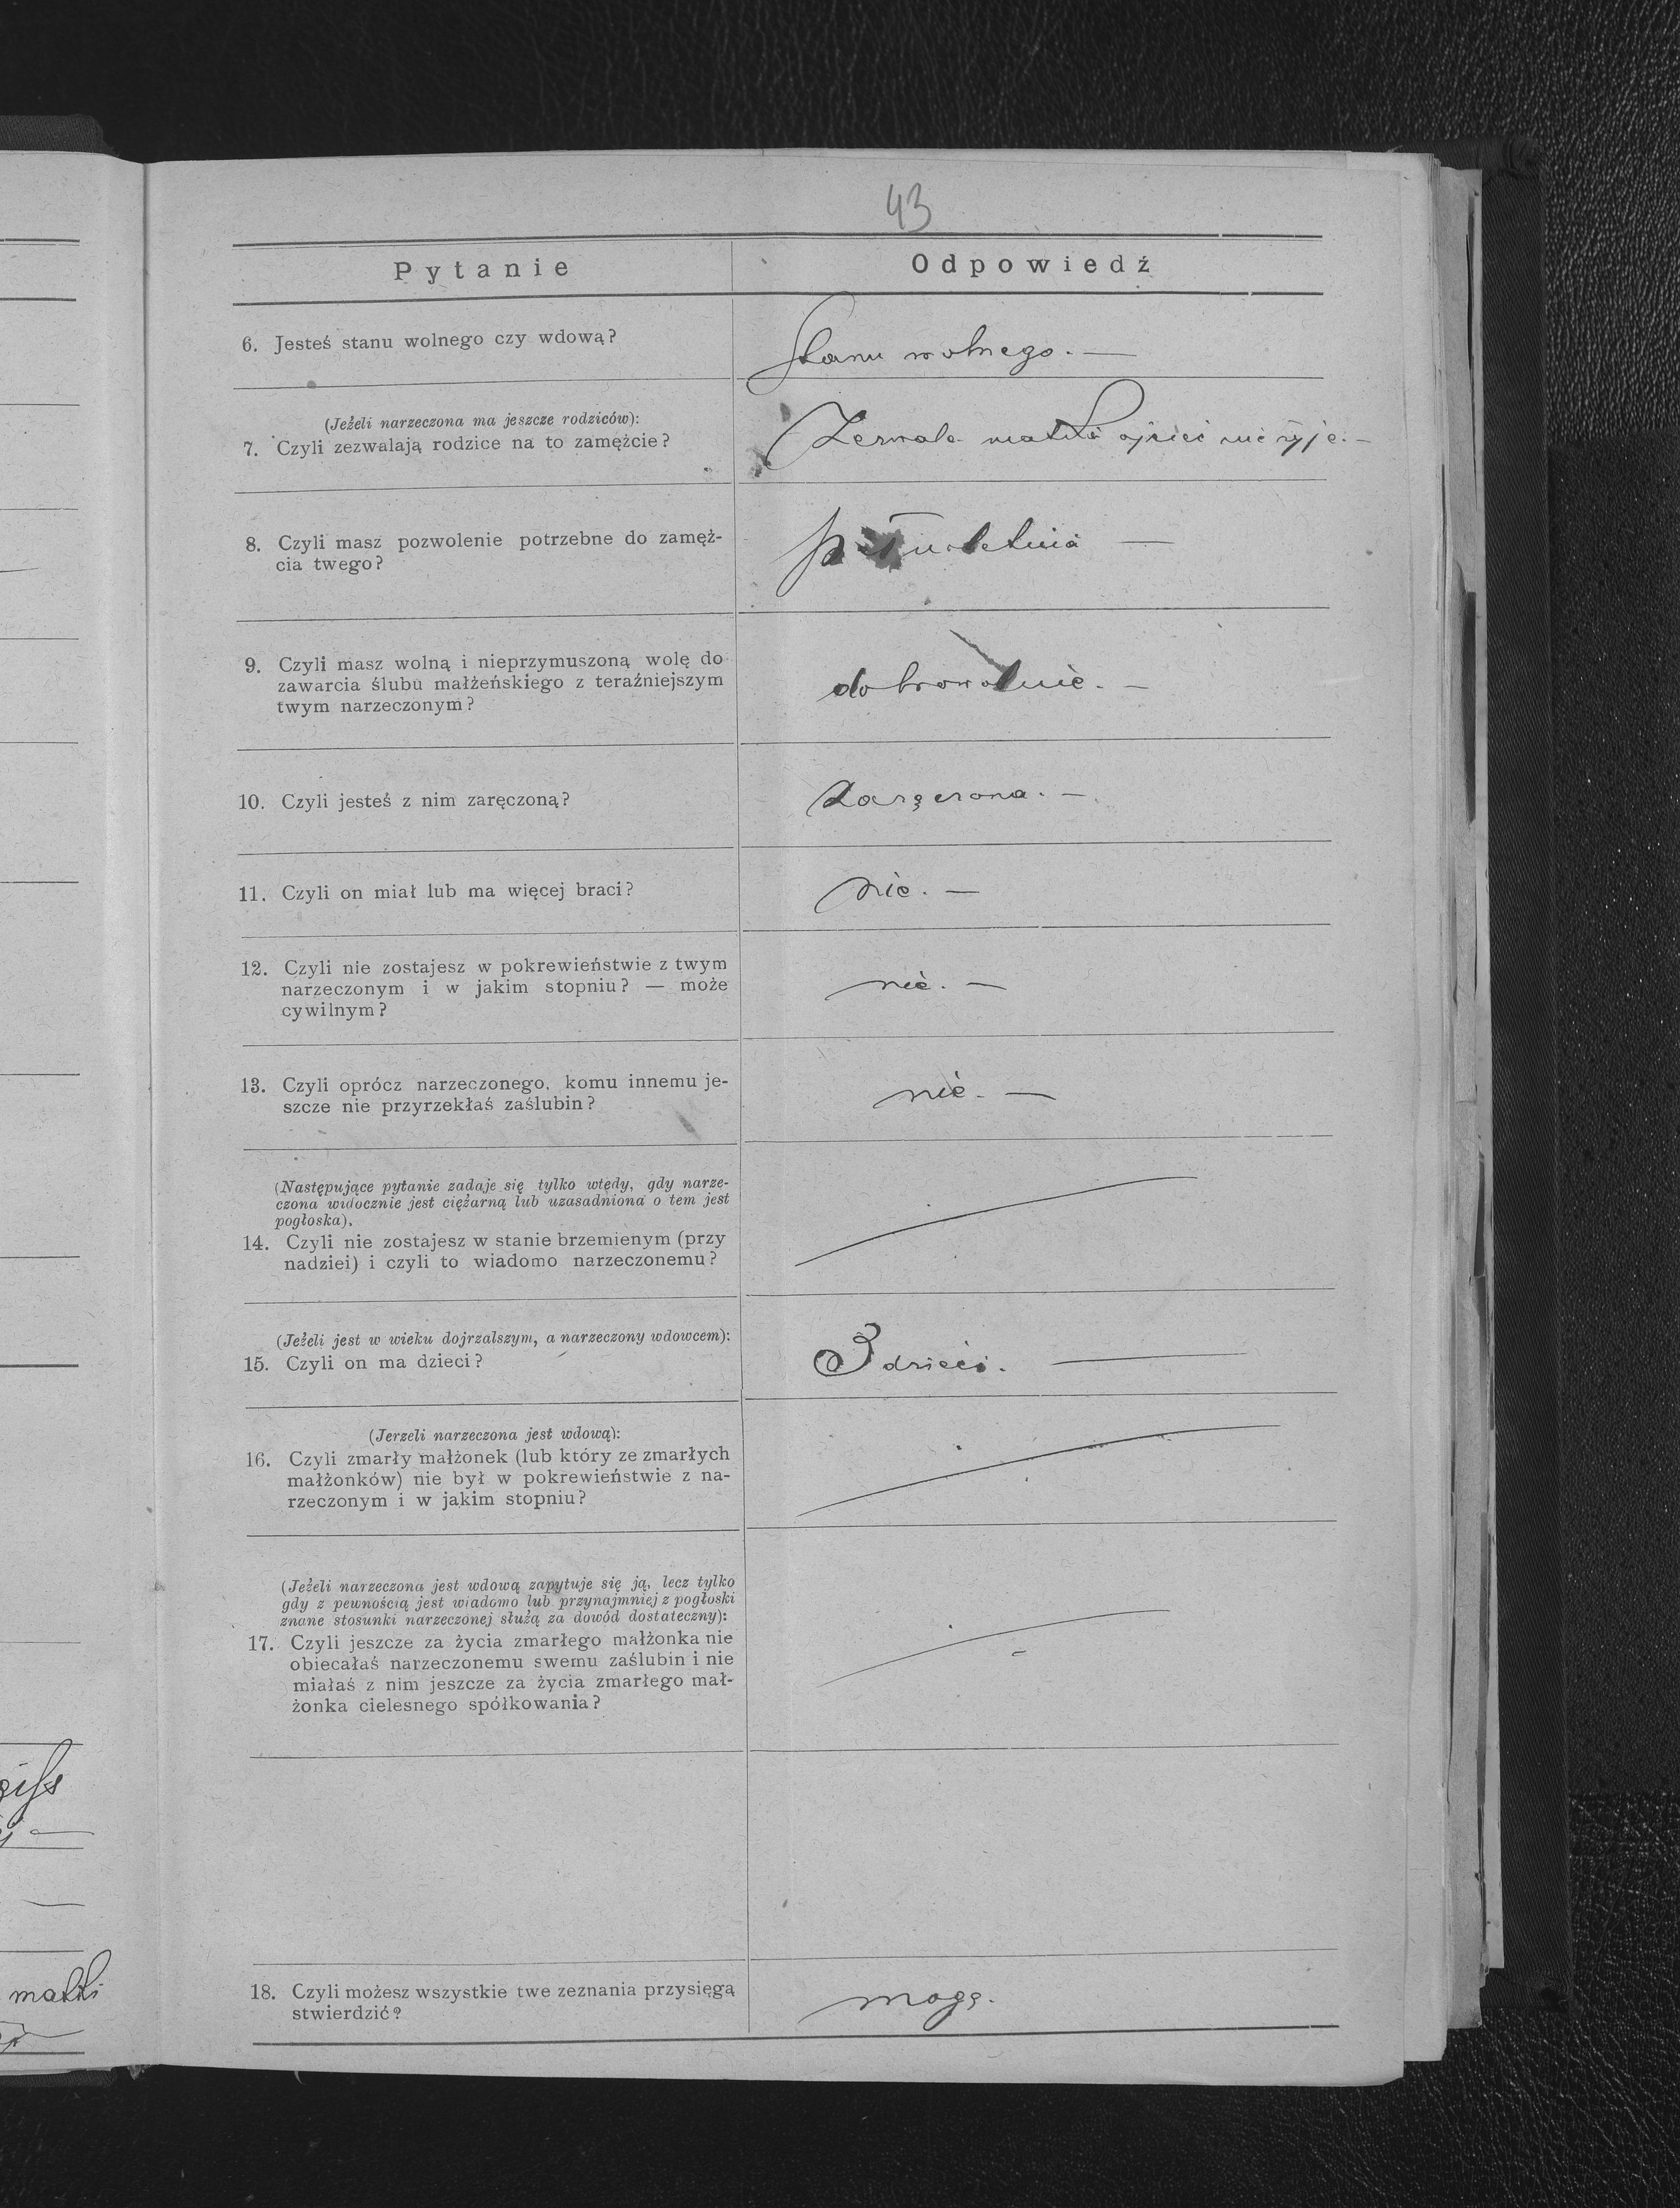 43
Pytanie
Odpowiedź
6. Jesteś stanu wolnego czy wdową?
Stanu wolnego. —
(Jeżeli narzeczona ma jeszcze rodziców):
7. Czyli zezwalają rodzice na to zamęźcie?
Zezwala matka ojciec nie żyje. —
8. Czyli masz pozwolenie potrzebne do zamęż-
cia twego?
pełnoletnia —
9. Czyli masz wolną i nieprzymuszoną wolę do
zawarcia ślubu małżeńskiego z teraźniejszym
twym narzeczonym?
dobrowolnie. —
10. Czyli jesteś z nim zaręczoną?
Zaręczona. —
11. Czyli on miał lub ma więcej braci?
nie. —
12. Czyli nie zostajesz w pokrewieństwie z twym
narzeczonym i w jakim stopniu? — może
cywilnym?
nie. —
13. Czyli oprócz narzeczonego, komu innemu je-
szcze nie przyrzekłaś zaślubin?
nie. —
(Następujące pytanie zadaje się tylko wtędy, gdy narze-
czona widocznie jest ciężarną lub uzasadniona o tem jest
pogłoska).
14. Czyli nie zostajesz w stanie brzemienym (przy
nadziei) i czyli to wiadomo narzeczonemu?
(Jeżeli jest w wieku dojrzalszym, a narzeczony wdowcem):
15. Czyli on ma dzieci?
3 dzieci. —
(Jerzeli narzeczona jest wdową):
16. Czyli zmarły małżonek (lub który ze zmarłych
małżonków) nie był w pokrewieństwie z na-
rzeczonym i w jakim stopniu?
(Jeżeli narzeczona jest wdową zapytuje się ją, lecz tylko
gdy z pewnością jest wiadomo lub przynajmniej z pogłoski
znane stosunki narzeczonej służą za dowód dostateczny):
17. Czyli jeszcze za życia zmarłego małżonka nie
obiecałaś narzeczonemu swemu zaślubin i nie
miałaś z nim jeszcze za życia zmarłego mał-
żonka cielesnego spółkowania?
matki
18. Czyli możesz wszystkie twe zeznania przysięgą
stwierdzić?
mogę.